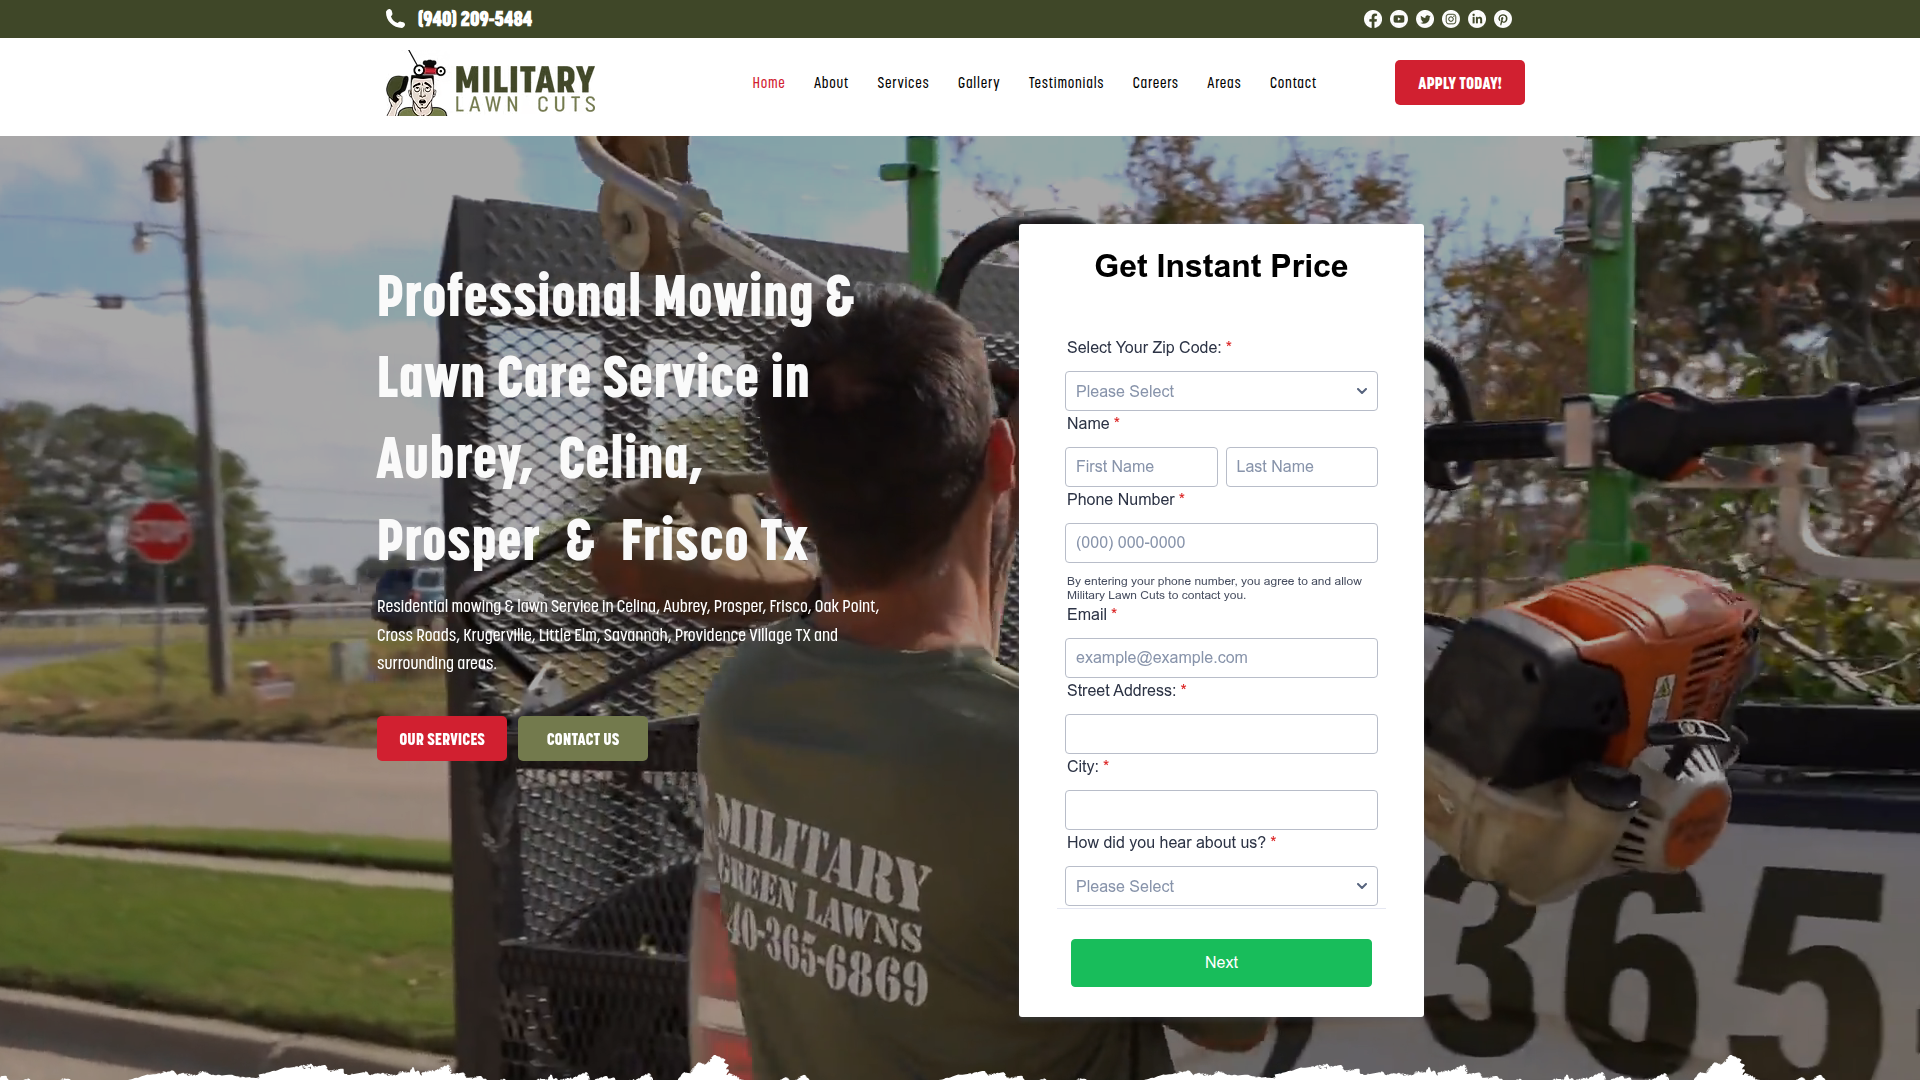 (940) 209-5484
MILITARY
LAWN CUTS
Home
About
Services
Gallery
Testimonials
Careers
Areas
Contact
APPLY TODAY!
Professional Mowing &
Lawn Care Service in
Aubrey, Celina,
Prosper & Frisco Tx
Residential mowing & lawn Service in Celina, Aubrey, Prosper, Frisco, Oak Point,
Cross Roads, Krugerville, Little Elm, Savannah, Providence Village TX and
surrounding areas.
OUR SERVICES
CONTACT US
Get Instant Price
Select Your Zip Code: *
Please Select
Name *
First Name
Last Name
Phone Number *
(000) 000-0000
By entering your phone number, you agree to and allow
Military Lawn Cuts to contact you.
Email *
example@example.com
Street Address: *
City: *
How did you hear about us? *
Please Select
Next
STOP
MILITARY
GREEN LAWNS
40-365-6869
365